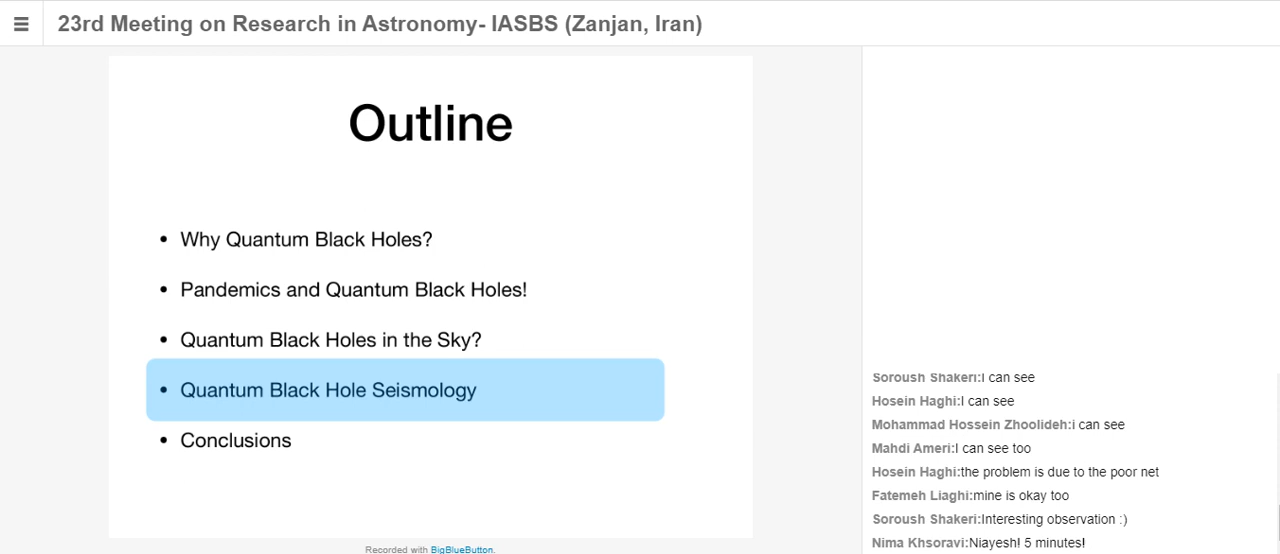 23rd Meeting on Research in Astronomy- IASBS (Zanjan, Iran)
Outline
• Why Quantum Black Holes?
• Pandemics and Quantum Black Holes!
• Quantum Black Holes in the Sky?
• Quantum Black Hole Seismology
• Conclusions
Recorded with BigBlueButton.
Soroush Shakeri:I can see
Hosein Haghi:I can see
Mohammad Hossein Zhoolideh:i can see
Mahdi Ameri:I can see too
Hosein Haghi:the problem is due to the poor net
Fatemeh Liaghi:mine is okay too
Soroush Shakeri:Interesting observation :)
Nima Khsoravi:Niayesh! 5 minutes!